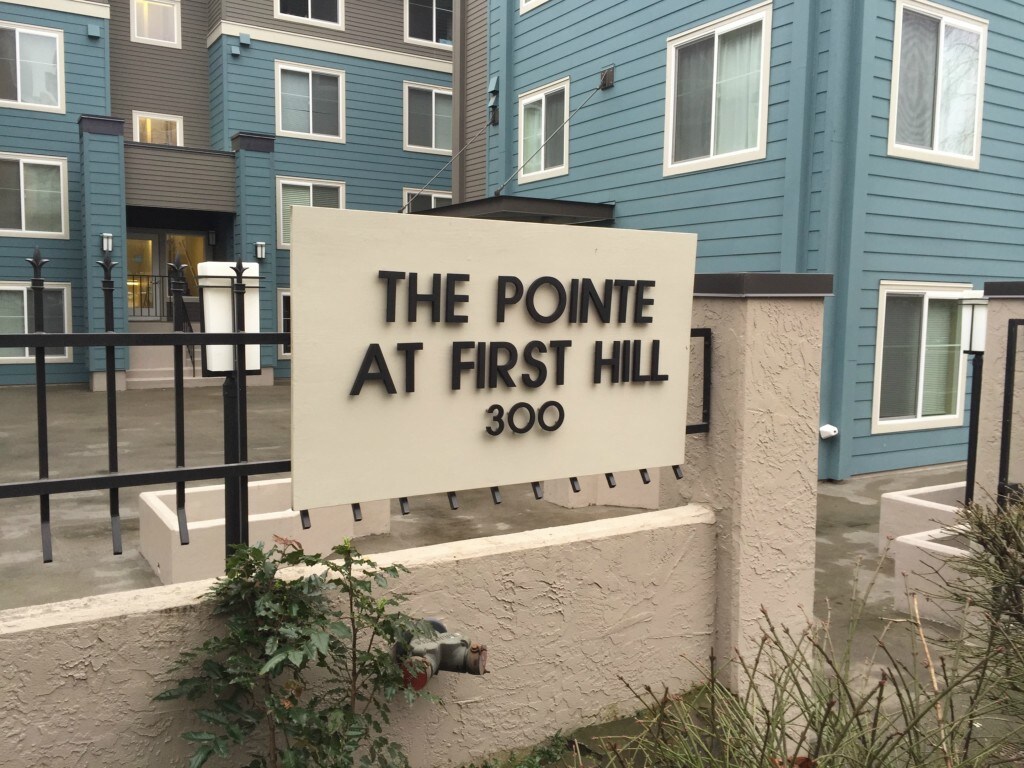 THE POINTE
AT FIRST HILL
300